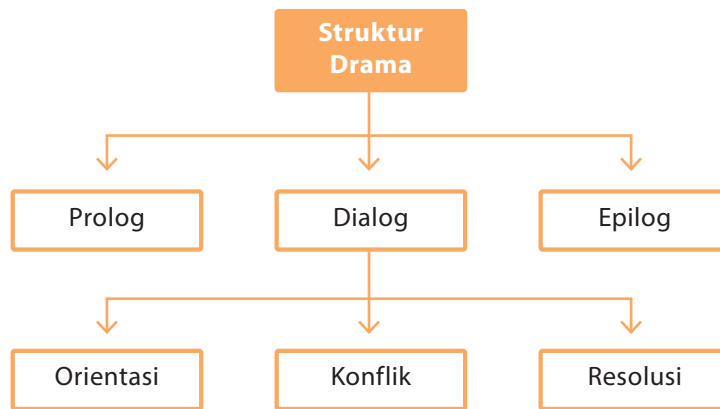 Struktur
Drama
Prolog
Dialog
Epilog
Orientasi
Konflik
Resolusi